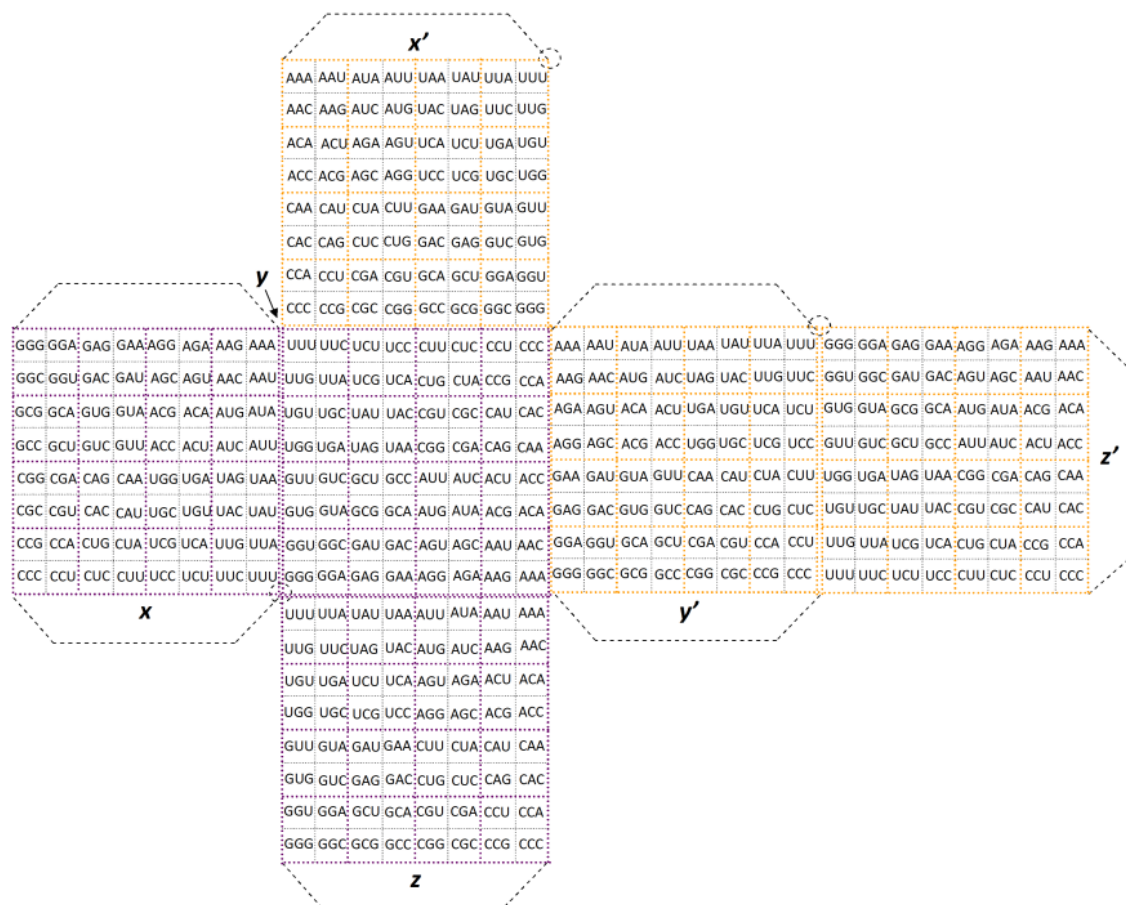 x′
AAA AAU AUA AUU UAA UAU UUA UUU
AAC AAG AUC AUG UAC UAG UUC UUG
ACA ACU AGA AGU UCA UCU UGA UGU
ACC ACG AGC AGG UCC UCG UGC UGG
CAA CAU CUA CUU GAA GAU GUA GUU
CAC CAG CUC CUG GAC GAG GUC GUG
CCA CCU CGA CGU GCA GCU GGA GGU
CCC CCG CGC CGG GCC GCG GGC GGG
y
GGG GGA GAG GAA AGG AGA AAG AAA UUU UUC UCU UCC CUU CUC CCU CCC AAA AAU AUA AUU UAA UAU UUA UUU GGG GGA GAG GAA AGG AGA AAG AAA
GGC GGU GAC GAU AGC AGU AAC AAU UUG UUA UCG UCA CUG CUA CCG CCA AAG AAC AUG AUC UAG UAC UUG UUC GGU GGC GAU GAC AGU AGC AAU AAC
GCG GCA GUG GUA ACG ACA AUG AUA UGU UGC UAU UAC CGU CGC CAU CAC AGA AGU ACA ACU UGA UGU UCA UCU GUG GUA GCG GCA AUG AUA ACG ACA
GCC GCU GUC GUU ACC ACU AUC AUU UGG UGA UAG UAA CGG CGA CAG CAA AGG AGC ACG ACC UGG UGC UCG UCC GUU GUC GCU GCC AUU AUC ACU ACC
z′
CGG CGA CAG CAA UGG UGA UAG UAA GUU GUC GCU GCC AUU AUC ACU ACC GAA GAU GUA GUU CAA CAU CUA CUU UGG UGA UAG UAA CGG CGA CAG CAA
CGC CGU CAC CAU UGC UGU UAC UAU GUG GUA GCG GCA AUG AUA ACG ACA GAG GAC GUG GUC CAG CAC CUG CUC UGU UGC UAU UAC CGU CGC CAU CAC
CCG CCA CUG CUA UCG UCA UUG UUA GGU GGC GAU GAC AGU AGC AAU AAC GGA GGU GCA GCU CGA CGU CCA CCU UUG UUA UCG UCA CUG CUA CCG CCA
CCC CCU CUC CUU UCC UCU UUC UUU GGG GGA GAG GAA AGG AGA AAG AAA GGG GGC GCG GCC CGG CGC CCG CCC UUU UUC UCU UCC CUU CUC CCU CCC
x
y′
UUU UUA UAU UAA AUU AUA AAU AAA
UUG UUC UAG UAC AUG AUC AAG AAC
UGU UGA UCU UCA AGU AGA ACU ACA
UGG UGC UCG UCC AGG AGC ACG ACC
GUU GUA GAU GAA CUU CUA CAU CAA
GUG GUC GAG GAC CUG CUC CAG CAC
GGU GGA GCU GCA CGU CGA CCU CCA
GGG GGC GCG GCC CGG CGC CCG CCC
z